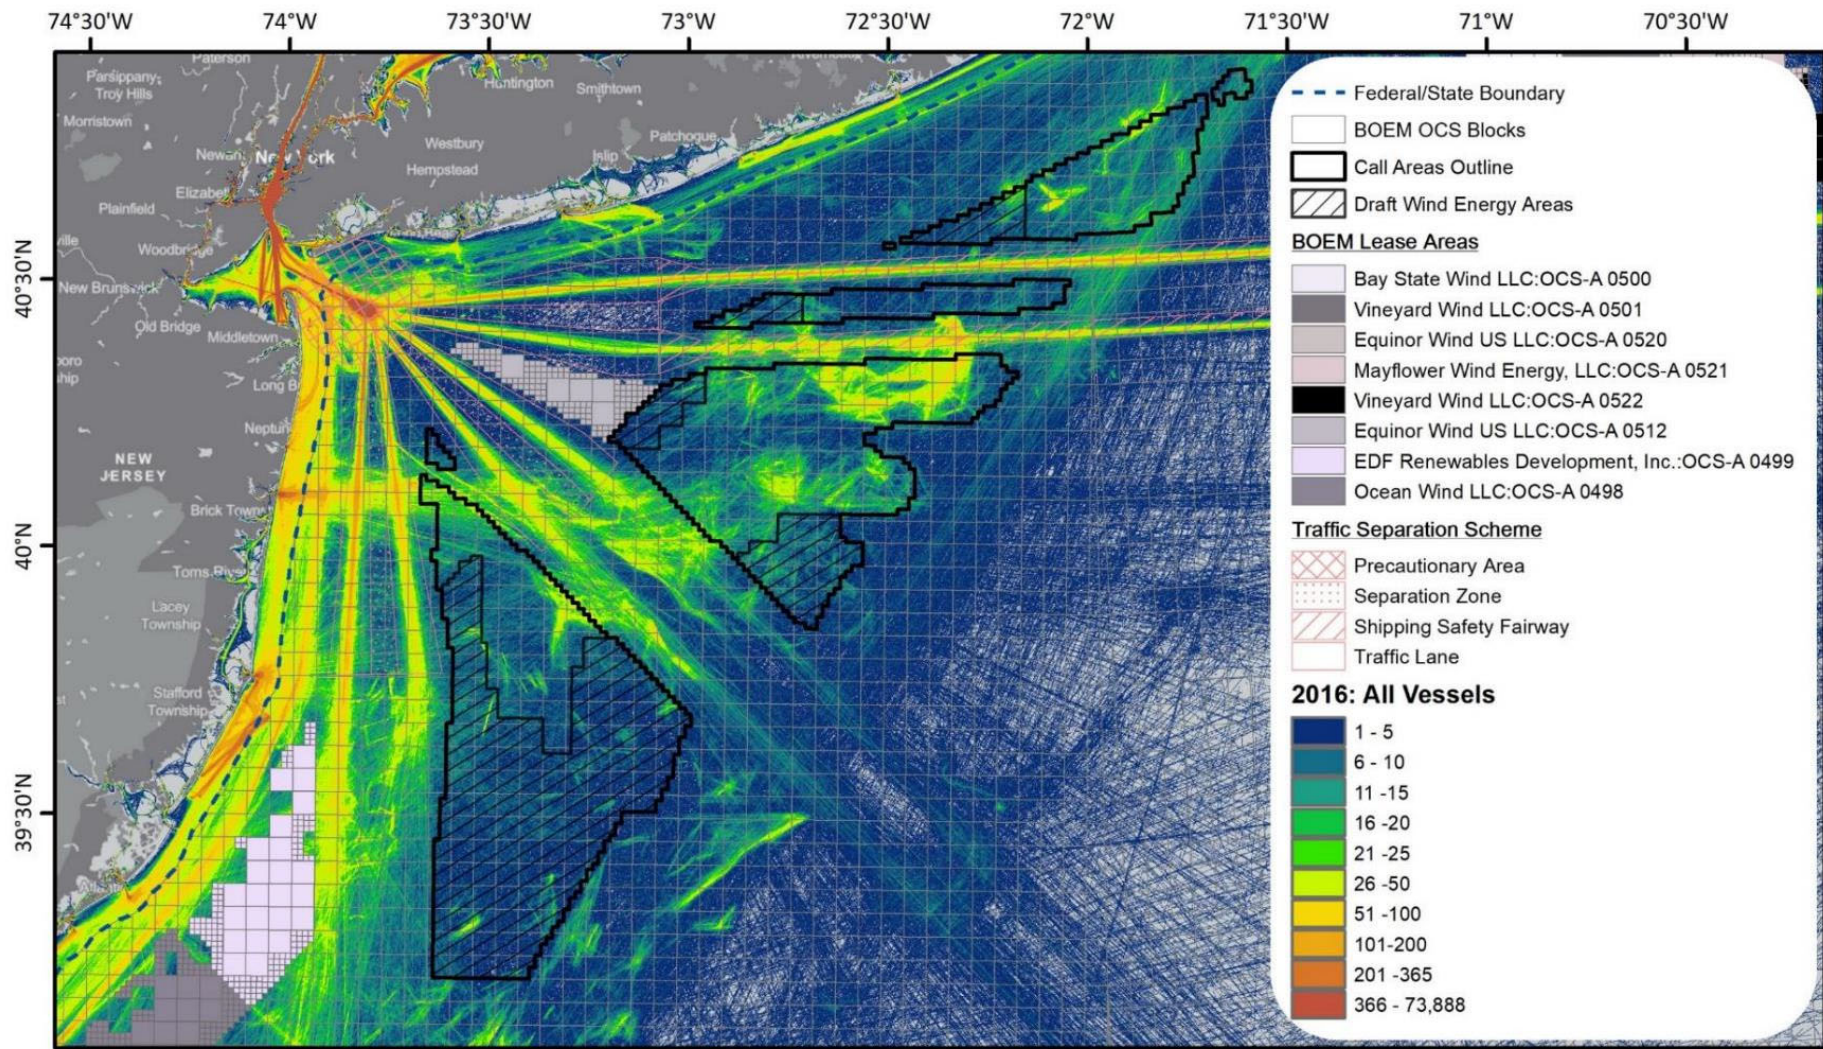 74°30'W 74°W 73°30'W 73°W 72°30'W 72°W 71°30'W 71°W 70°30'W
40°30'N
40°N
39°30'N
Paterson
Parsippany-
Troy Hills
Huntington
Smithtown
Morristown
Westbury
Patchogue
New York
Islip
Hempstead
Elizabet
Plainfield
Woodbridge
New Brunswick
Old Bridge
Middletown
Long B
Neptun
NEW
JERSEY
Brick Towns
Toms River
Lacey
Township
Stafford
Township
Federal/State Boundary
BOEM OCS Blocks
Call Areas Outline
Draft Wind Energy Areas
BOEM Lease Areas
Bay State Wind LLC:OCS-A 0500
Vineyard Wind LLC:OCS-A 0501
Equinor Wind US LLC:OCS-A 0520
Mayflower Wind Energy, LLC:OCS-A 0521
Vineyard Wind LLC:OCS-A 0522
Equinor Wind US LLC:OCS-A 0512
EDF Renewables Development, Inc.:OCS-A 0499
Ocean Wind LLC:OCS-A 0498
Traffic Separation Scheme
Precautionary Area
Separation Zone
Shipping Safety Fairway
Traffic Lane
2016: All Vessels
1 - 5
6 - 10
11 -15
16 -20
21 -25
26 -50
51 -100
101-200
201 -365
366 - 73,888